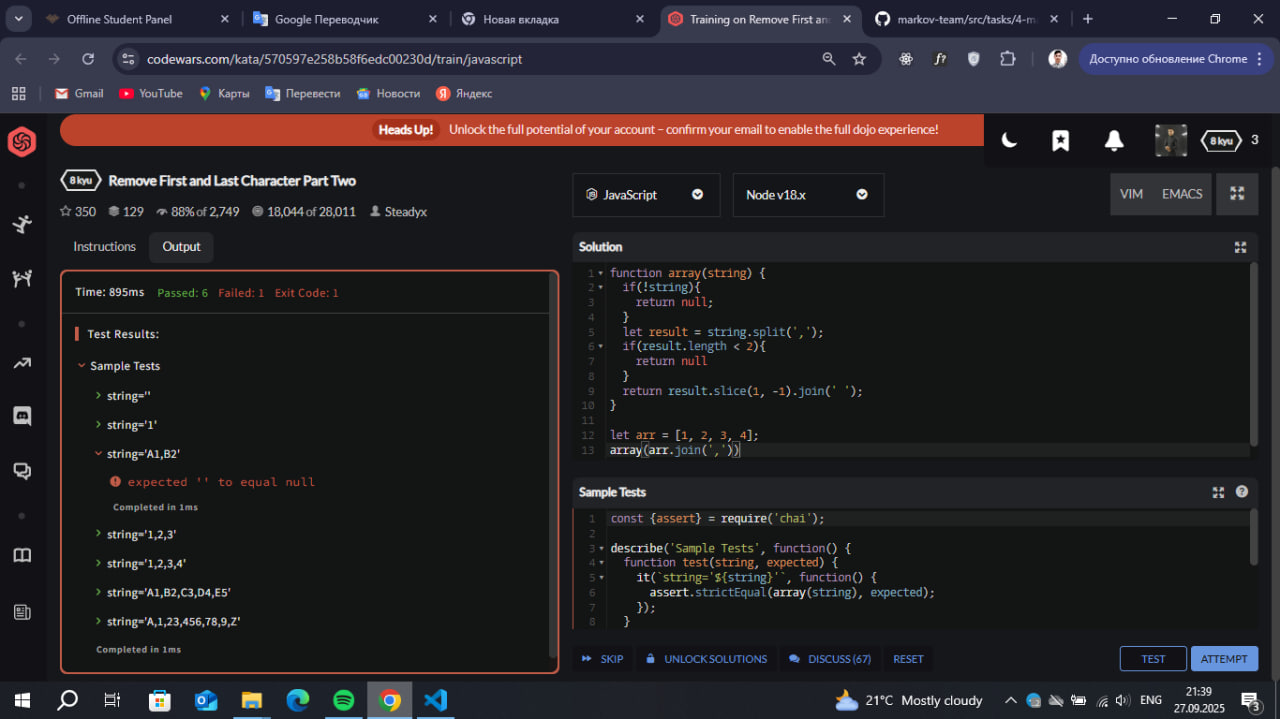 Offline Student Panel
Google Переводчик
Новая вкладка
Training on Remove First and
markov-team/src/tasks/4-m
codewars.com/kata/570597e258b58f6edc00230d/train/javascript
f?
Доступно обновление Chrome
Gmail
YouTube
Карты
Перевести
Новости
Яндекс
Heads Up! Unlock the full potential of your account – confirm your email to enable the full dojo experience!
8 kyu
3
8 kyu Remove First and Last Character Part Two
350 129 88% of 2,749 18,044 of 28,011 Steadyx
JavaScript
Node v18.x
VIM
EMACS
Instructions
Output
Time: 895ms Passed: 6 Failed: 1 Exit Code: 1
Test Results:
Sample Tests
string=''
string='1'
string='A1,B2'
expected '' to equal null
Completed in 1ms
string='1,2,3'
string='1,2,3,4'
string='A1,B2,C3,D4,E5'
string='A,1,23,456,78,9,Z'
Completed in 1ms
Solution
1 function array(string) {
2 if(!string){
3 return null;
4 }
5 let result = string.split(',');
6 if(result.length < 2){
7 return null
8 }
9 return result.slice(1, -1).join(' ');
10 }
11
12 let arr = [1, 2, 3, 4];
13 array(arr.join(','))
Sample Tests
1 const {assert} = require('chai');
2
3 describe('Sample Tests', function() {
4 function test(string, expected) {
5 it(`string='${string}'`, function() {
6 assert.strictEqual(array(string), expected);
7 });
8 }
SKIP
UNLOCK SOLUTIONS
DISCUSS (67)
RESET
TEST
ATTEMPT
21°C Mostly cloudy
ENG
21:39
27.09.2025
3